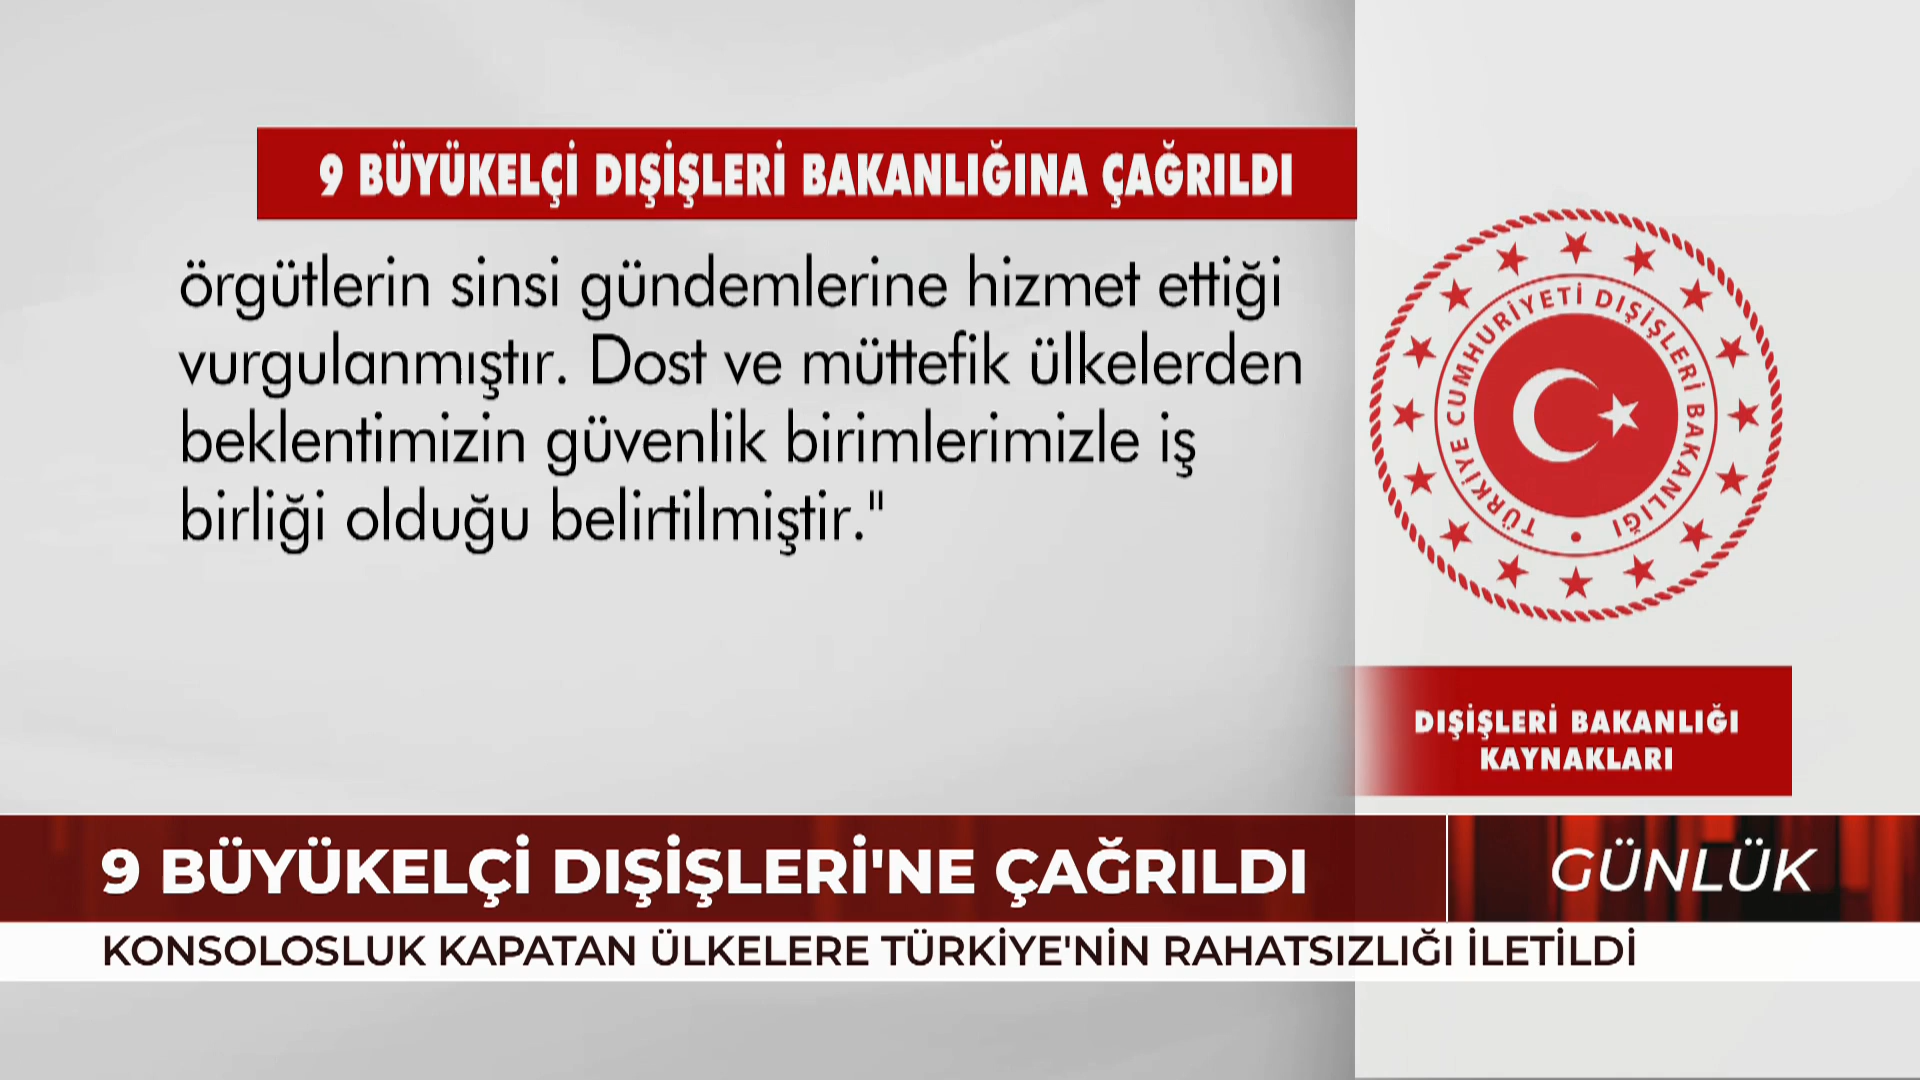 9 BÜYÜKELÇİ DIŞİŞLERİ BAKANLIĞINA ÇAĞRILDI
örgütlerin sinsi gündemlerine hizmet ettiği
vurgulanmıştır. Dost ve müttefik ülkelerden
beklentimizin güvenlik birimlerimizle iş
birliği olduğu belirtilmiştir."
TÜRKİYE CUMHURİYETİ DIŞİŞLERİ BAKANLIĞI
DIŞİŞLERİ BAKANLIĞI
KAYNAKLARI
9 BÜYÜKELÇİ DIŞİŞLERİ'NE ÇAĞRILDI
GÜNLÜK
KONSOLOSLUK KAPATAN ÜLKELERE TÜRKİYE'NİN RAHATSIZLIĞI İLETİLDİ